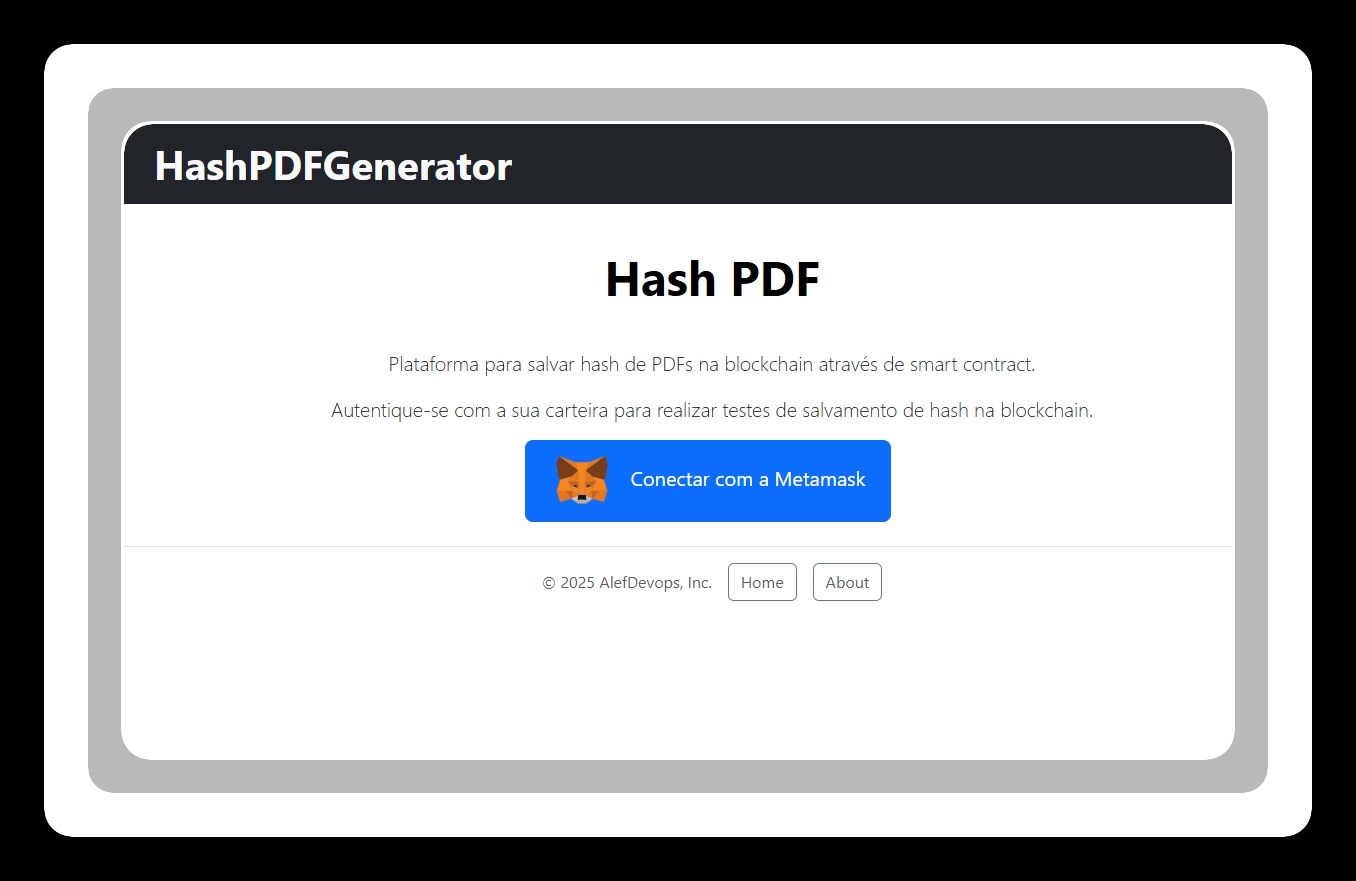 HashPDFGenerator
Hash PDF
Plataforma para salvar hash de PDFs na blockchain através de smart contract.
Autentique-se com a sua carteira para realizar testes de salvamento de hash na blockchain.
Conectar com a Metamask
© 2025 AlefDevops, Inc. Home About